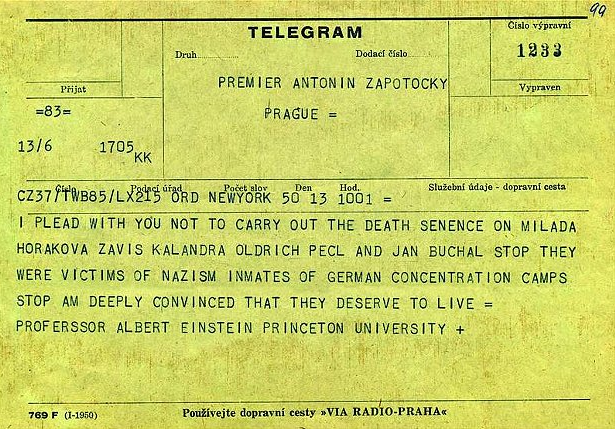 99
TELEGRAM
Číslo výpravní
Druh Dodací číslo
1233
PREMIER ANTONIN ZAPOTOCKY
Přijat
Vypraven
=83=
PRAGUE =
13/6 1705 KK
Číslo Podací úřad Počet slov Den Hod. Služební údaje - dopravní cesta
CZ37/TWB85/LX215 ORD NEWYORK 50 13 1001 =
I PLEAD WITH YOU NOT TO CARRY OUT THE DEATH SENENCE ON MILADA
HORAKOVA ZAVIS KALANDRA OLDRICH PECL AND JAN BUCHAL STOP THEY
WERE VICTIMS OF NAZISM INMATES OF GERMAN CONCENTRATION CAMPS
STOP AM DEEPLY CONVINCED THAT THEY DESERVE TO LIVE =
PROFERSSOR ALBERT EINSTEIN PRINCETON UNIVERSITY +
769 F (I-1950) Používejte dopravní cesty »VIA RADIO-PRAHA«